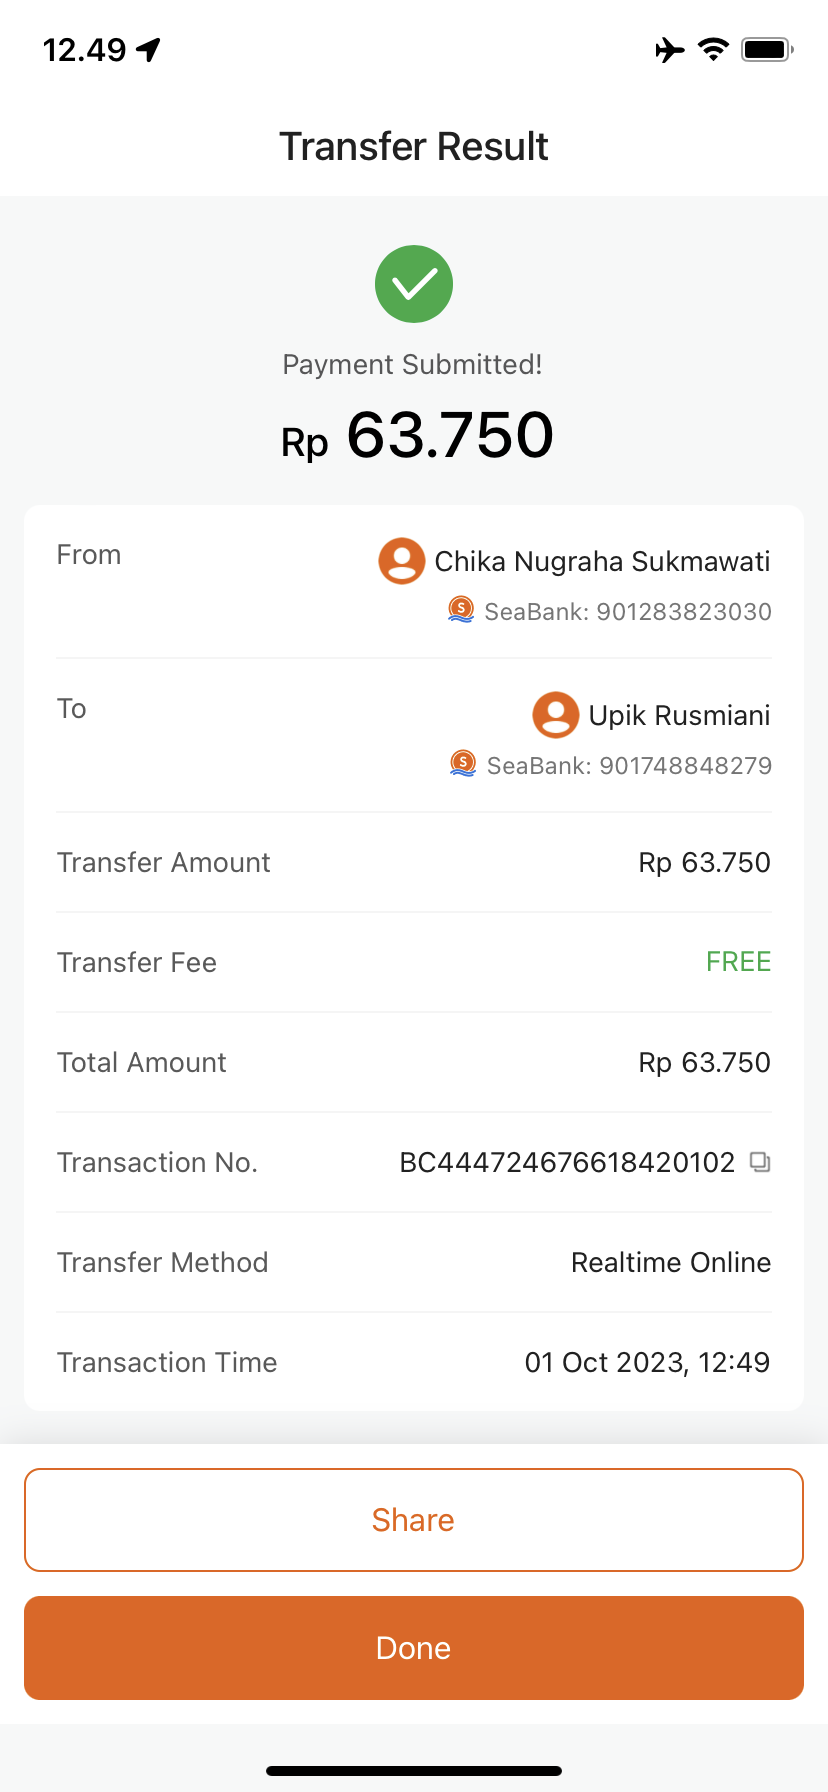 12.49
Transfer Result
Payment Submitted!
Rp 63.750
From
Chika Nugraha Sukmawati
SeaBank: 901283823030
To
Upik Rusmiani
SeaBank: 901748848279
Transfer Amount Rp 63.750
Transfer Fee FREE
Total Amount Rp 63.750
Transaction No. BC444724676618420102
Transfer Method Realtime Online
Transaction Time 01 Oct 2023, 12:49
Share
Done